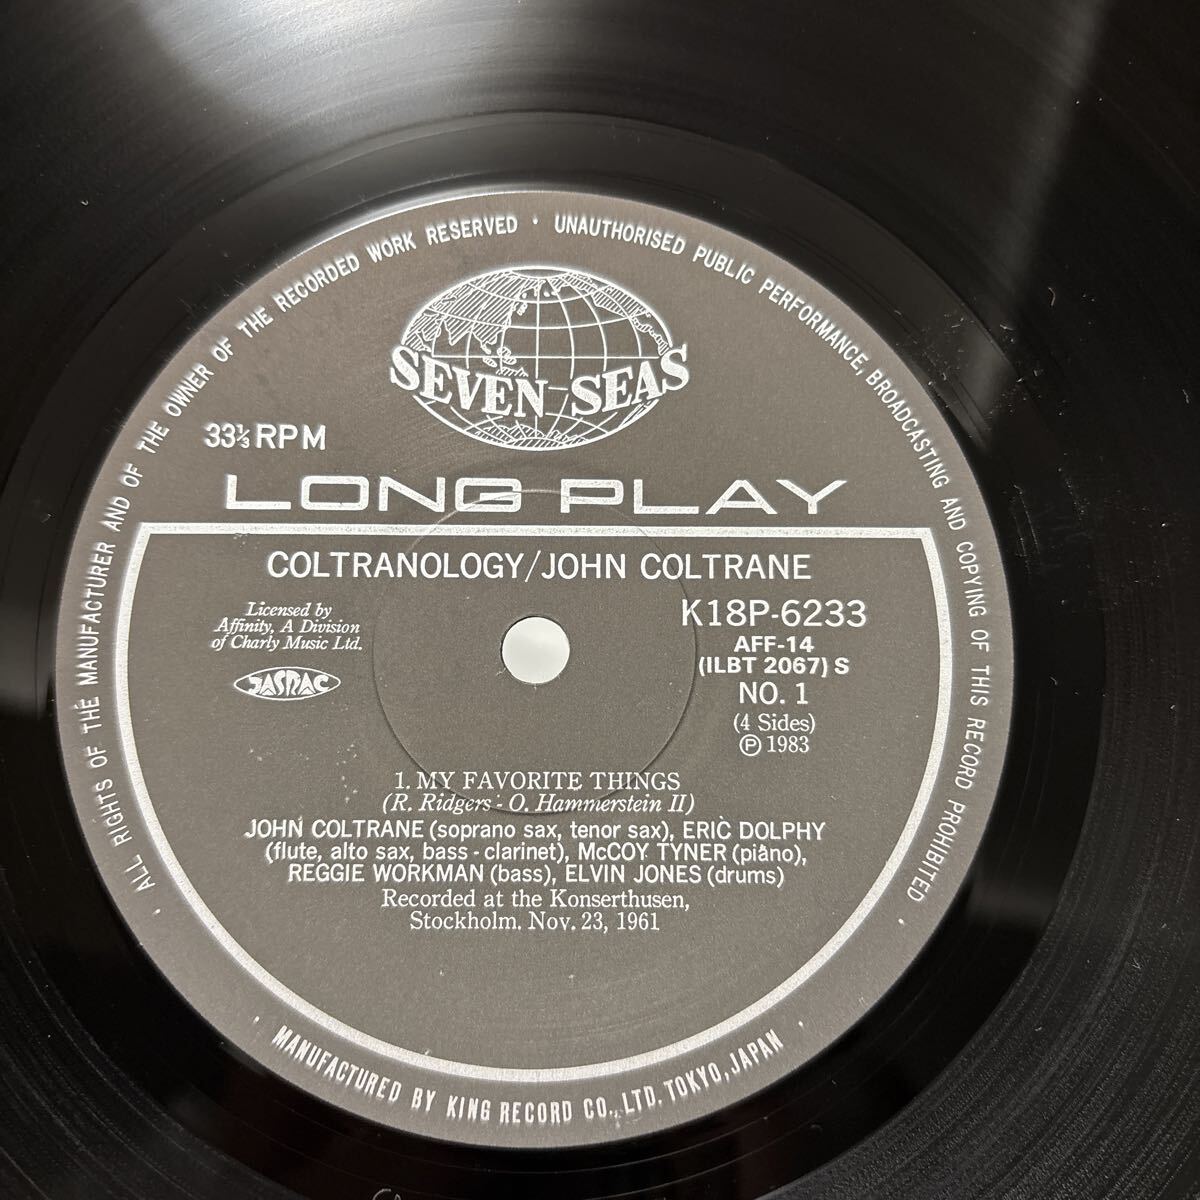 ALL RIGHTS OF THE MANUFACTURER AND OF THE OWNER OF THE RECORDED WORK RESERVED · UNAUTHORISED PUBLIC PERFORMANCE, BROADCASTING AND COPYING OF THIS RECORD PROHIBITED
SEVEN SEAS
33⅓ RPM
LONG PLAY
COLTRANOLOGY/JOHN COLTRANE
Licensed by
Affinity, A Division
of Charly Music Ltd.
JASRAC
K18P-6233
AFF-14
(ILBT 2067) S
NO. 1
(4 Sides)
Ⓟ 1983
1. MY FAVORITE THINGS
(R. Ridgers - O. Hammerstein II)
JOHN COLTRANE (soprano sax, tenor sax), ERIC DOLPHY
(flute, alto sax, bass-clarinet), McCOY TYNER (piano),
REGGIE WORKMAN (bass), ELVIN JONES (drums)
Recorded at the Konserthusen,
Stockholm. Nov. 23, 1961
· MANUFACTURED BY KING RECORD CO., LTD. TOKYO, JAPAN ·